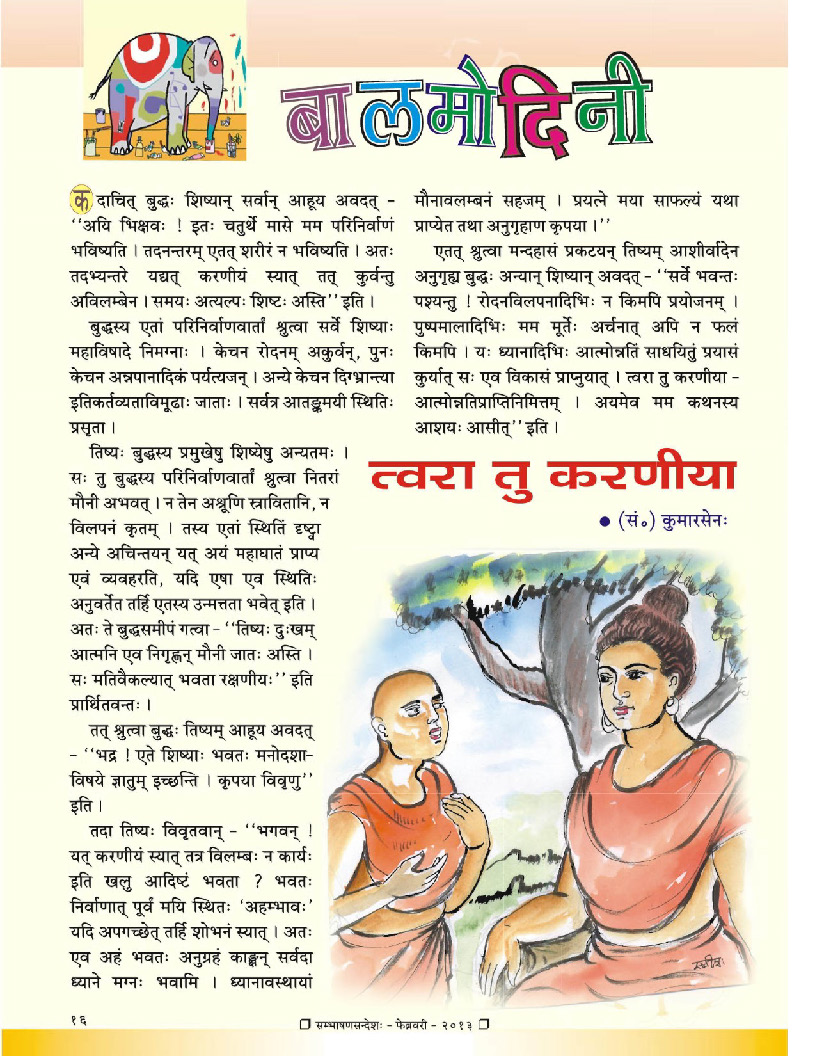 बालमोदिनी
कदाचित् बुद्धः शिष्यान् सर्वान् आहूय अवदत् -
‘‘अयि भिक्षवः ! इतः चतुर्थे मासे मम परिनिर्वाणं
भविष्यति । तदनन्तरम् एतत् शरीरं न भविष्यति । अतः
तदभ्यन्तरे यद्यत् करणीयं स्यात् तत् कुर्वन्तु
अविलम्बेन । समयः अत्यल्पः शिष्टः अस्ति’’ इति ।
बुद्धस्य एतां परिनिर्वाणवार्तां श्रुत्वा सर्वे शिष्याः
महाविषादे निमग्नाः । केचन रोदनम् अकुर्वन्, पुनः
केचन अन्नपानादिकं पर्यत्यजन् । अन्ये केचन दिग्भ्रान्त्या
इतिकर्तव्यताविमूढाः जाताः । सर्वत्र आतङ्कमयी स्थितिः
प्रसृता ।
तिष्यः बुद्धस्य प्रमुखेषु शिष्येषु अन्यतमः ।
सः तु बुद्धस्य परिनिर्वाणवार्तां श्रुत्वा नितरां
मौनी अभवत् । न तेन अश्रूणि स्रावितानि, न
विलपनं कृतम् । तस्य एतां स्थितिं दृष्ट्वा
अन्ये अचिन्तयन् यत् अयं महाघातं प्राप्य
एवं व्यवहरति, यदि एषा एव स्थितिः
अनुवर्तेत तर्हि एतस्य उन्मत्तता भवेत् इति ।
अतः ते बुद्धसमीपं गत्वा - ‘‘तिष्यः दुःखम्
आत्मनि एव निगृह्णन् मौनी जातः अस्ति ।
सः मतिवैकल्यात् भवता रक्षणीयः’’ इति
प्रार्थितवन्तः ।
तत् श्रुत्वा बुद्धः तिष्यम् आहूय अवदत्
- ‘‘भद्र ! एते शिष्याः भवतः मनोदशा-
विषये ज्ञातुम् इच्छन्ति । कृपया विवृणु’’
इति ।
तदा तिष्यः विवृतवान् - ‘‘भगवन् !
यत् करणीयं स्यात् तत्र विलम्बः न कार्यः
इति खलु आदिष्टं भवता ? भवतः
निर्वाणात् पूर्वं मयि स्थितः ‘अहम्भावः’
यदि अपगच्छेत् तर्हि शोभनं स्यात् । अतः
एव अहं भवतः अनुग्रहं काङ्क्षन् सर्वदा
ध्याने मग्नः भवामि । ध्यानावस्थायां
मौनावलम्बनं सहजम् । प्रयत्ने मया साफल्यं यथा
प्राप्येत तथा अनुगृहाण कृपया ।’’
एतत् श्रुत्वा मन्दहासं प्रकटयन् तिष्यम् आशीर्वादेन
अनुगृह्य बुद्धः अन्यान् शिष्यान् अवदत् - ‘‘सर्वे भवन्तः
पश्यन्तु ! रोदनविलपनादिभिः न किमपि प्रयोजनम् ।
पुष्पमालादिभिः मम मूर्तेः अर्चनात् अपि न फलं
किमपि । यः ध्यानादिभिः आत्मोन्नतिं साधयितुं प्रयासं
कुर्यात् सः एव विकासं प्राप्नुयात् । त्वरा तु करणीया -
आत्मोन्नतिप्राप्तिनिमित्तम् । अयमेव मम कथनस्य
आशयः आसीत्’’ इति ।
त्वरा तु करणीया
● (सं०) कुमारसेनः
१६
❐ सम्भाषणसन्देशः - फेब्रवरी - २०१३ ❐